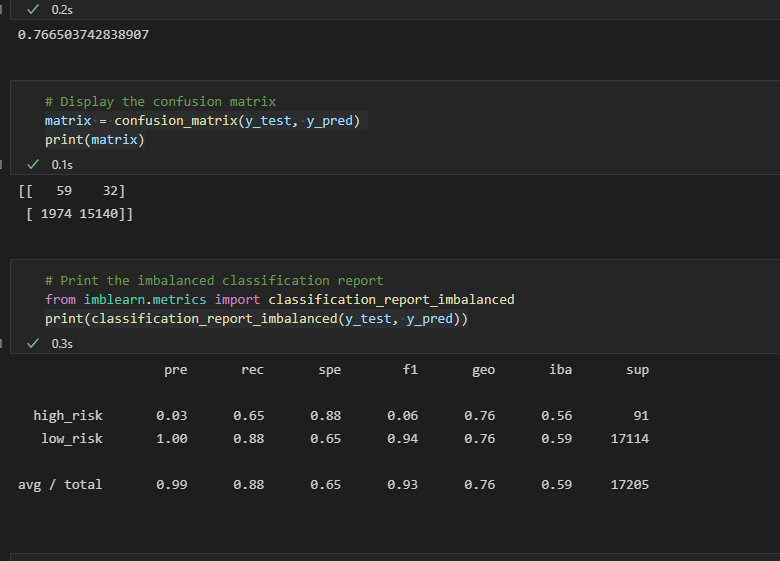 0.2s
0.766503742838907
# Display the confusion matrix
matrix = confusion_matrix(y_test, y_pred)
print(matrix)
0.1s
[[   59    32]
 [ 1974 15140]]
# Print the imbalanced classification report
from imblearn.metrics import classification_report_imbalanced
print(classification_report_imbalanced(y_test, y_pred))
0.3s
                   pre       rec       spe        f1       geo       iba       sup
  high_risk       0.03      0.65      0.88      0.06      0.76      0.56        91
   low_risk       1.00      0.88      0.65      0.94      0.76      0.59     17114
avg / total       0.99      0.88      0.65      0.93      0.76      0.59     17205